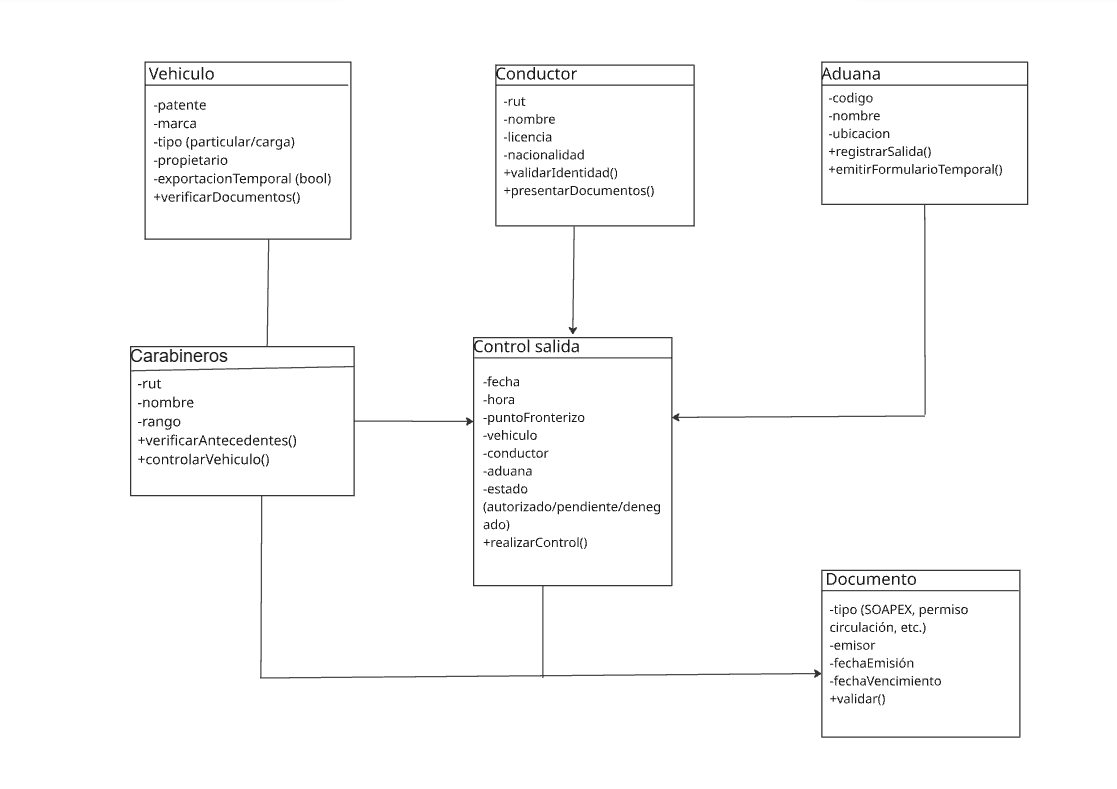 Vehiculo
-patente
-marca
-tipo (particular/carga)
-propietario
-exportacionTemporal (bool)
+verificarDocumentos()
Conductor
-rut
-nombre
-licencia
-nacionalidad
+validarIdentidad()
+presentarDocumentos()
Aduana
-codigo
-nombre
-ubicacion
+registrarSalida()
+emitirFormularioTemporal()
Carabineros
-rut
-nombre
-rango
+verificarAntecedentes()
+controlarVehiculo()
Control salida
-fecha
-hora
-puntoFronterizo
-vehiculo
-conductor
-aduana
-estado
(autorizado/pendiente/deneg
ado)
+realizarControl()
Documento
-tipo (SOAPEX, permiso
circulación, etc.)
-emisor
-fechaEmisión
-fechaVencimiento
+validar()